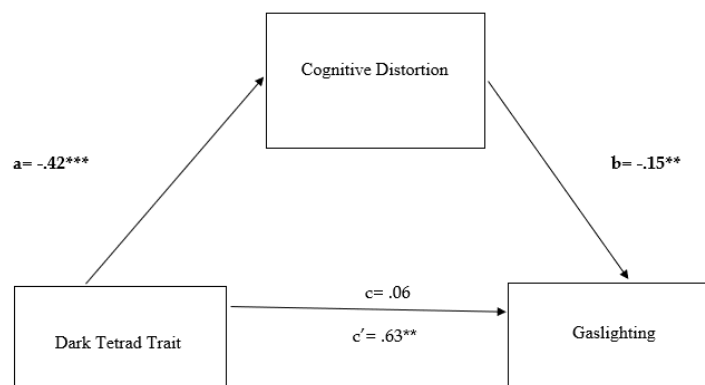 Cognitive Distortion
a= -.42***
b= -.15**
c= .06
c′= .63**
Dark Tetrad Trait
Gaslighting